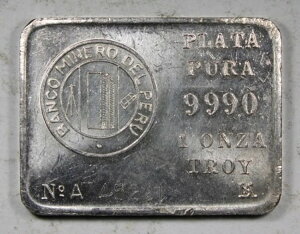 BANCO MINERO DEL PERU
PLATA
PURA
9990
1 ONZA
TROY
Nº A